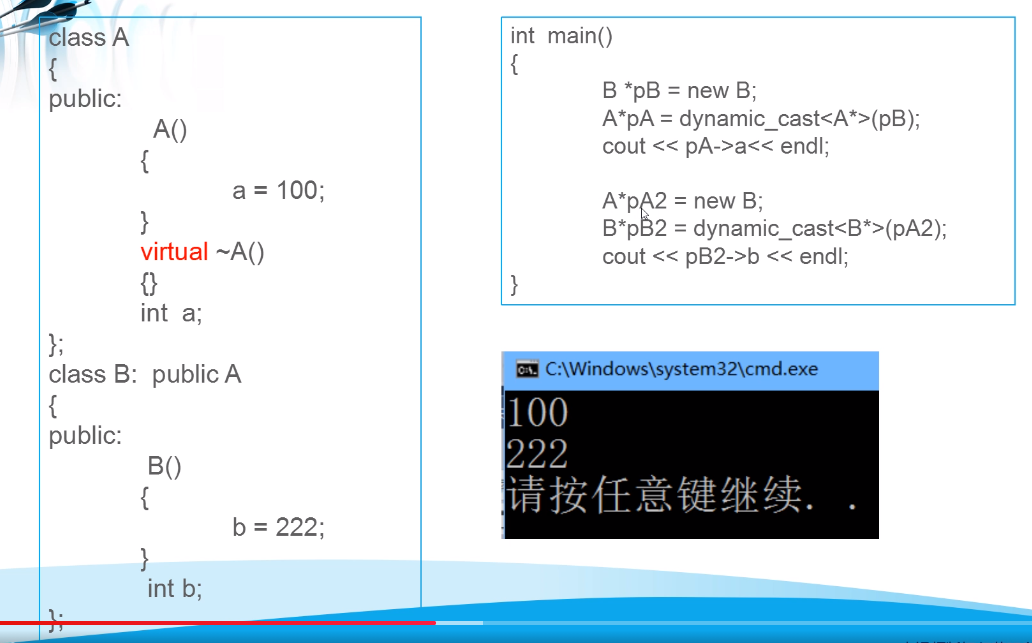 class A
{
public:
A()
{
a = 100;
}
virtual ~A()
{}
int a;
};
class B: public A
{
public:
B()
{
b = 222;
}
int b;
};
int main()
{
B *pB = new B;
A*pA = dynamic_cast<A*>(pB);
cout << pA->a<< endl;
A*pA2 = new B;
B*pB2 = dynamic_cast<B*>(pA2);
cout << pB2->b << endl;
}
C:\Windows\system32\cmd.exe
100
222
请按任意键继续. .